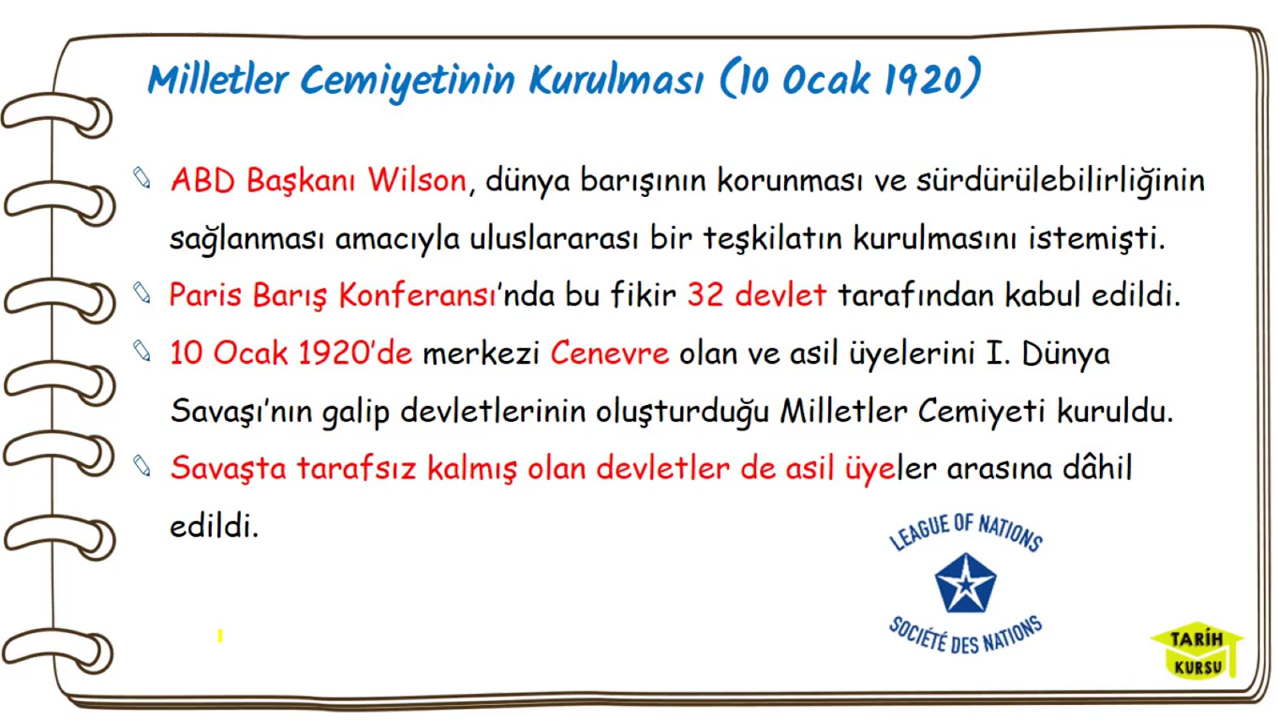 Milletler Cemiyetinin Kurulması (10 Ocak 1920)
ABD Başkanı Wilson, dünya barışının korunması ve sürdürülebilirliğinin
sağlanması amacıyla uluslararası bir teşkilatın kurulmasını istemişti.
Paris Barış Konferansı'nda bu fikir 32 devlet tarafından kabul edildi.
10 Ocak 1920'de merkezi Cenevre olan ve asil üyelerini I. Dünya
Savaşı'nın galip devletlerinin oluşturduğu Milletler Cemiyeti kuruldu.
Savaşta tarafsız kalmış olan devletler de asil üyeler arasına dâhil
edildi.
LEAGUE OF NATIONS
SOCIÉTÉ DES NATIONS
TARİH
KURSU